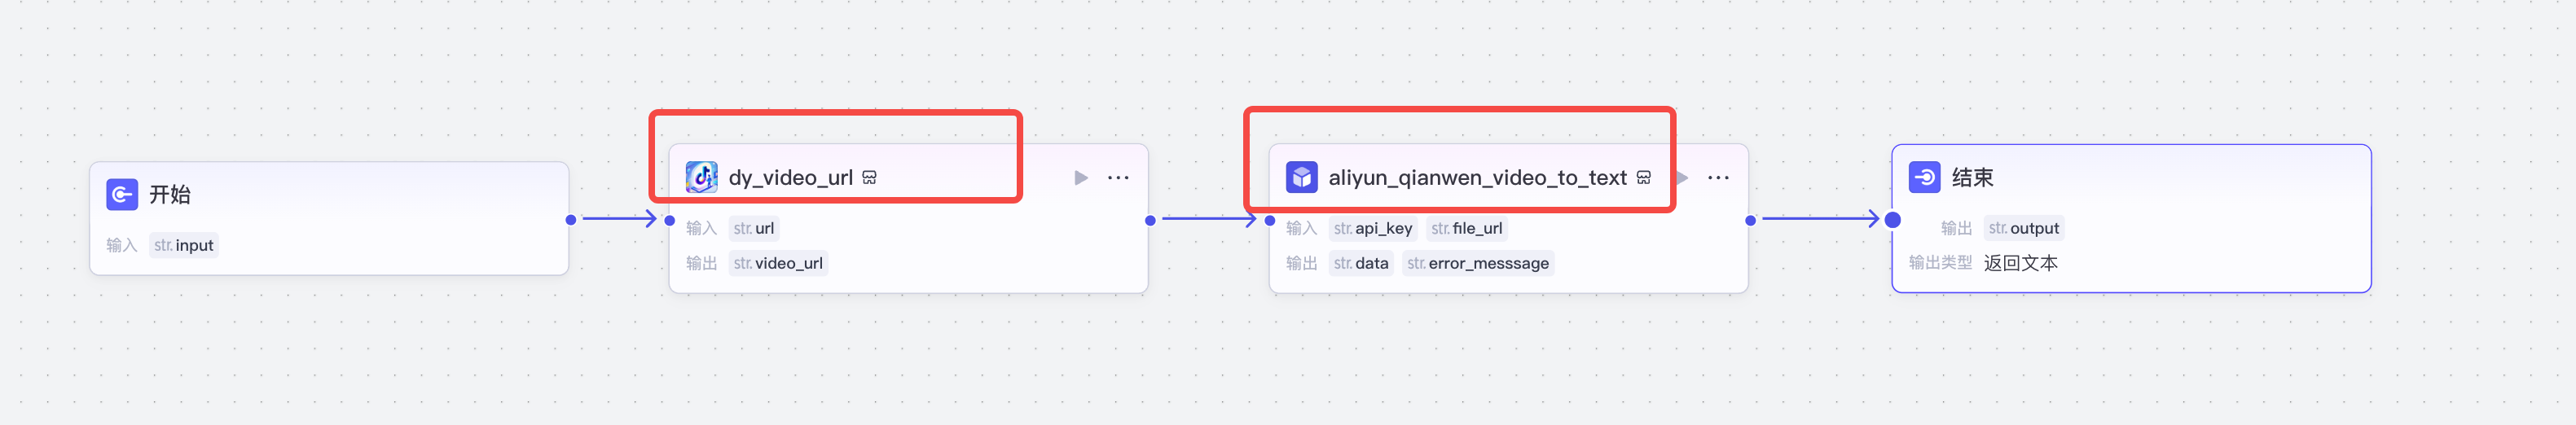 开始
输入 str. input
dy_video_url
输入 str. url
输出 str. video_url
aliyun_qianwen_video_to_text
输入 str. api_key str. file_url
输出 str. data str. error_messsage
结束
输出 str. output
输出类型 返回文本